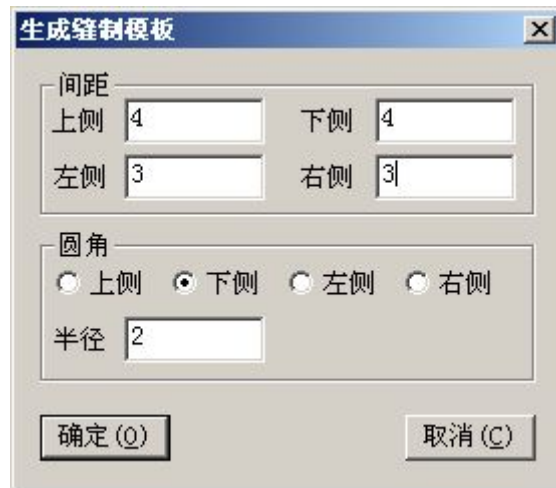 生成缝制模板
间距
上侧 4 下侧 4
左侧 3 右侧 3
圆角
上侧 下侧 左侧 右侧
半径 2
确定(O) 取消(C)